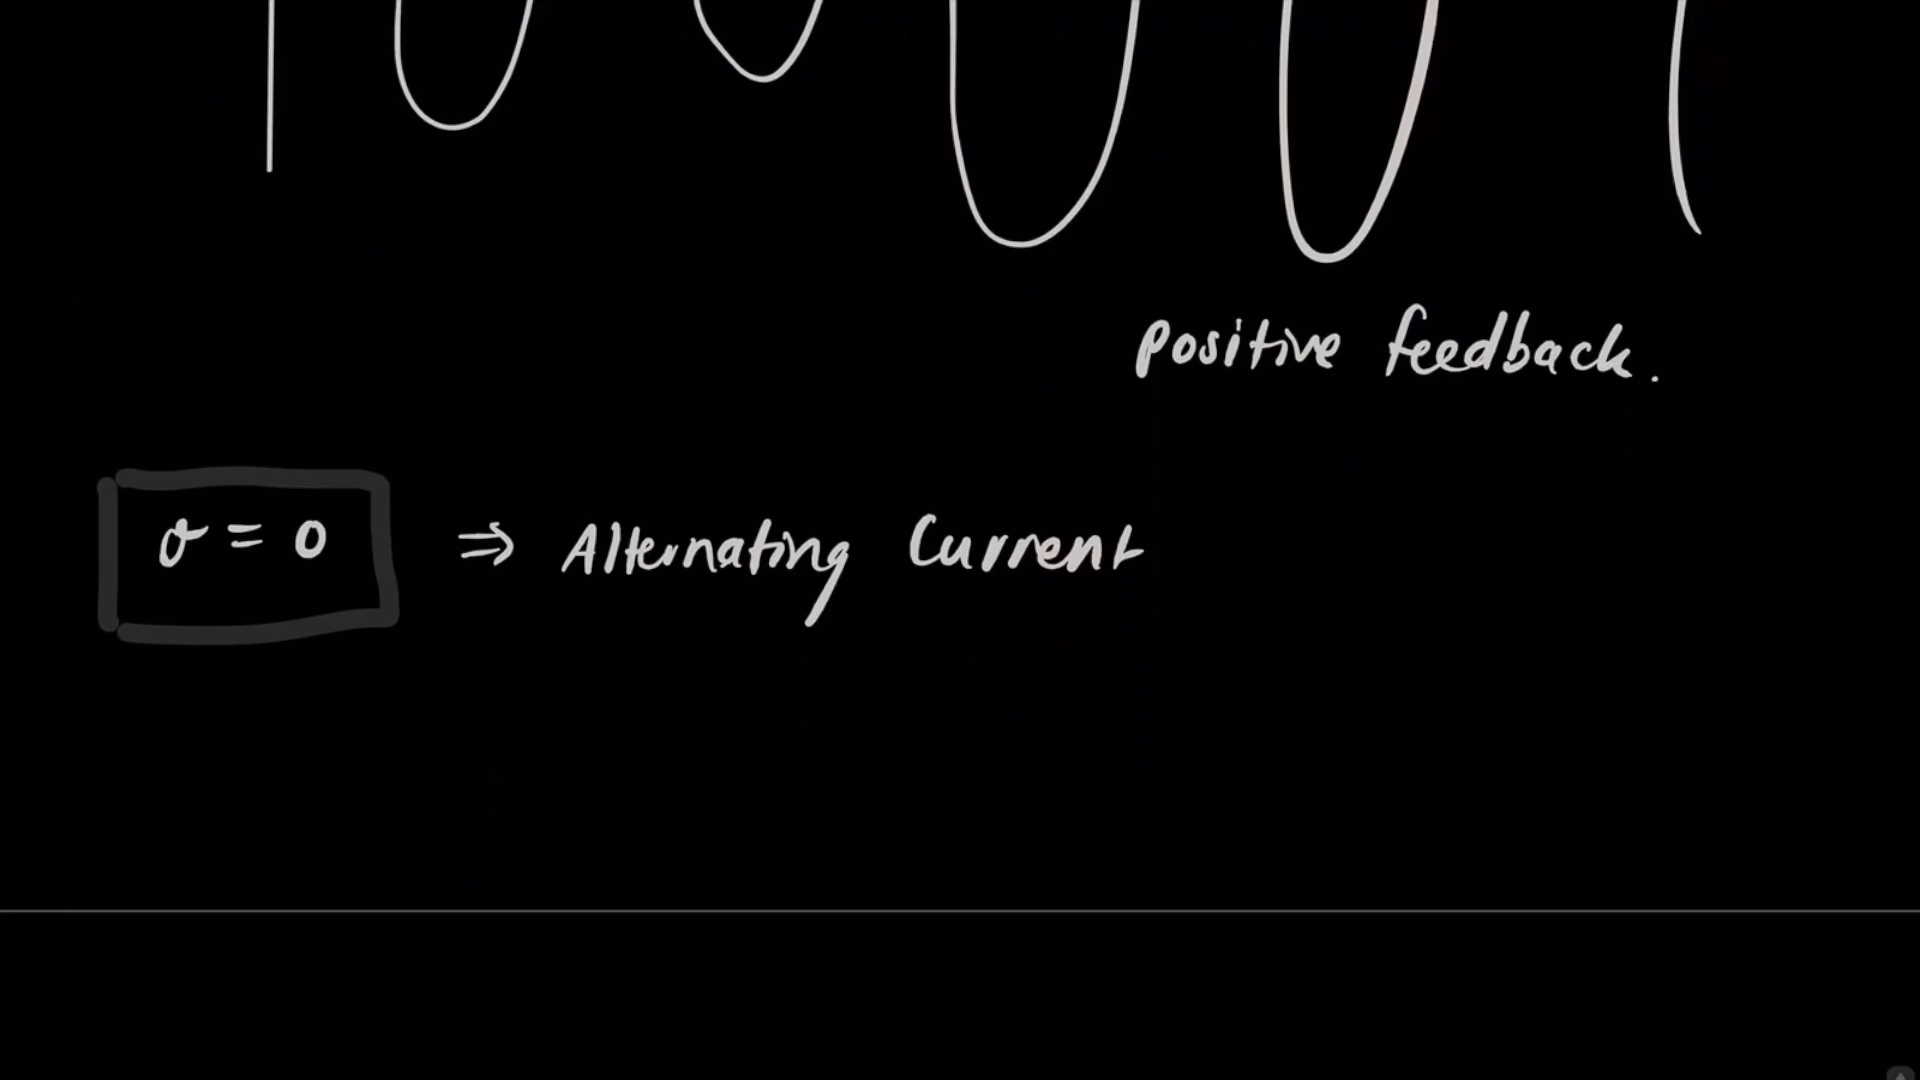 positive feedback.
σ = 0 ⇒ Alternating Current